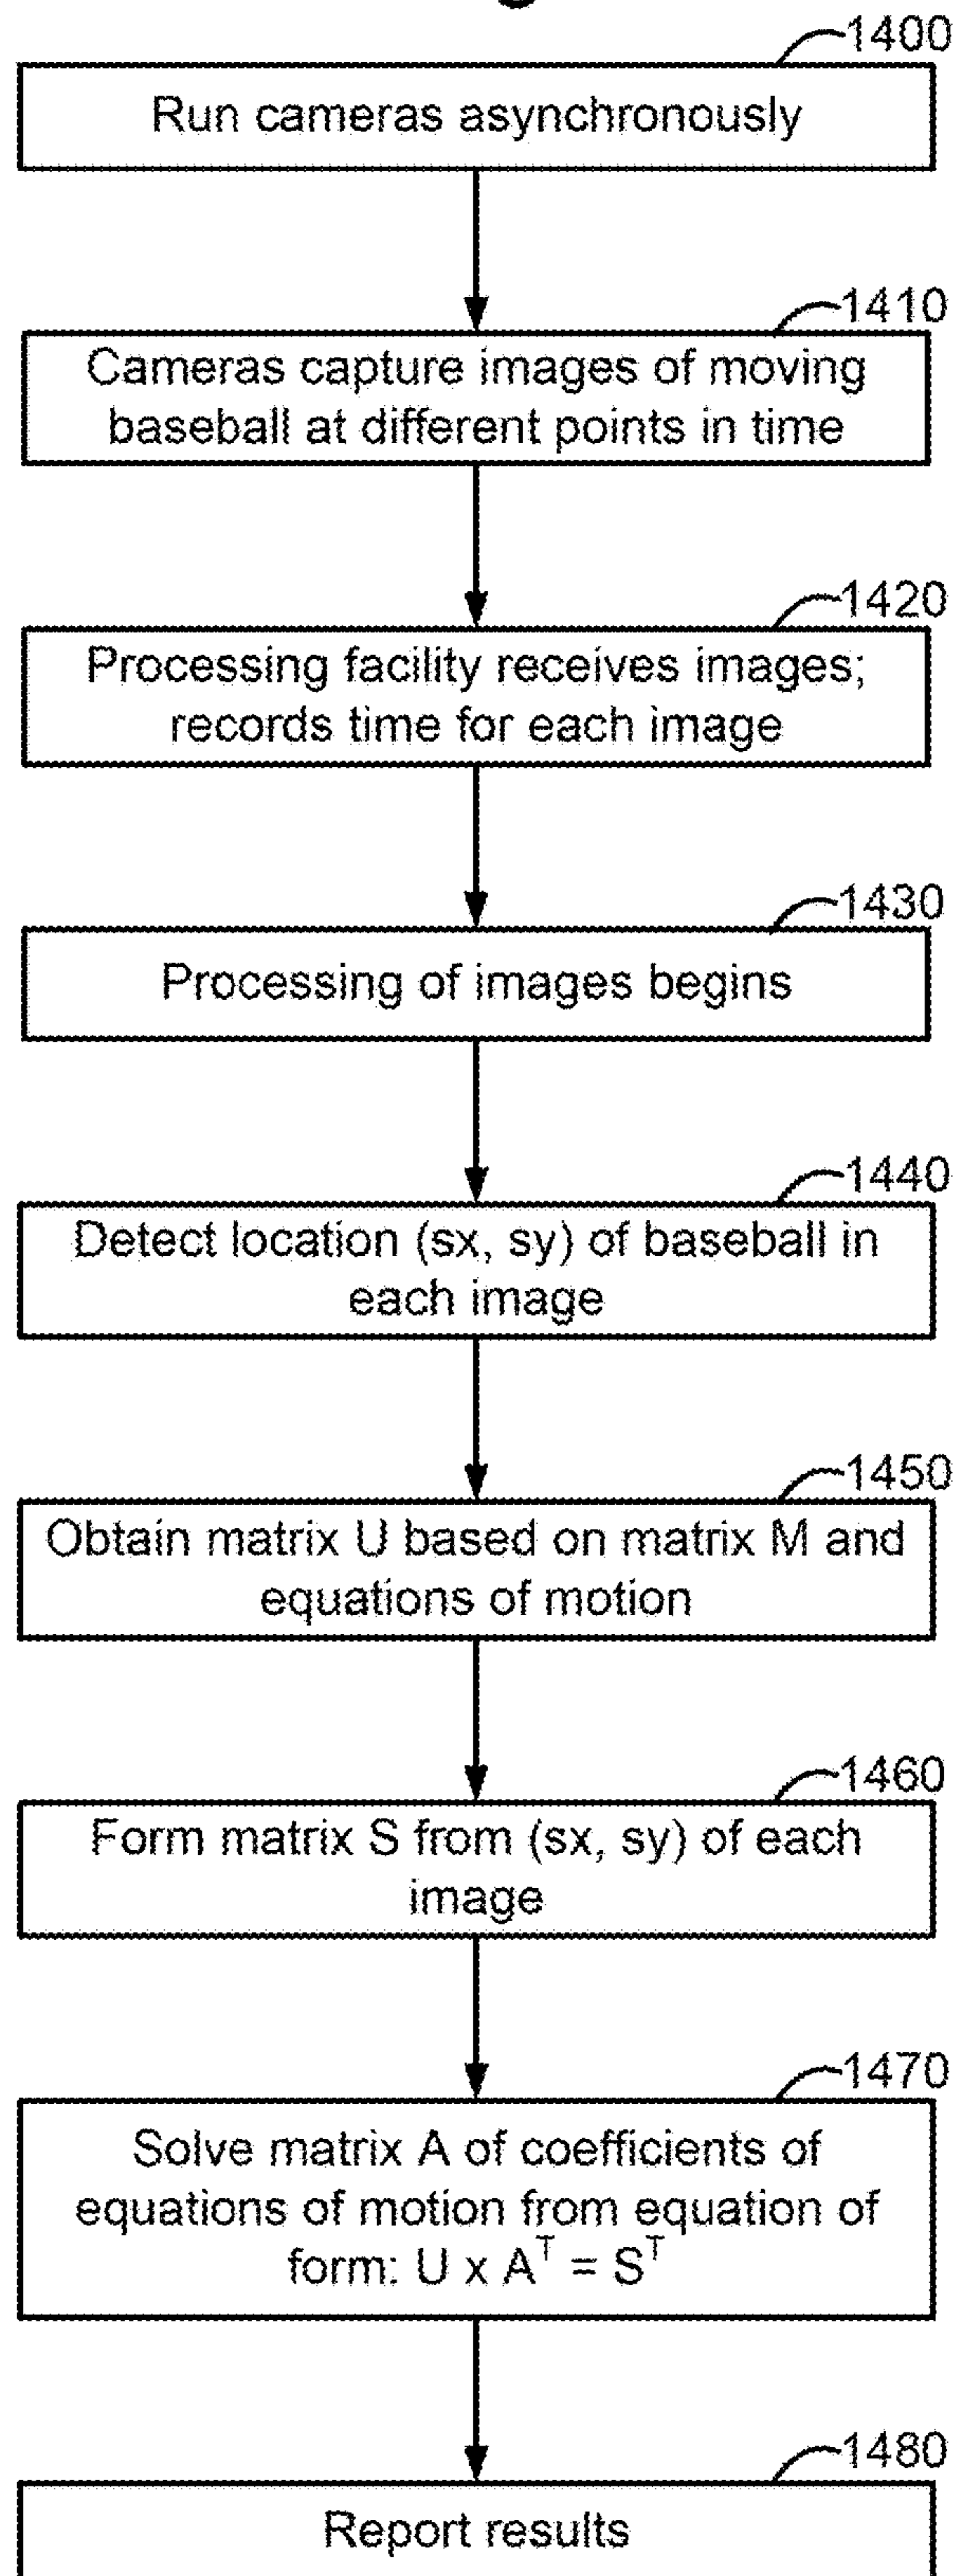 1400
Run cameras asynchronously
1410
Cameras capture images of moving
baseball at different points in time
1420
Processing facility receives images;
records time for each image
1430
Processing of images begins
1440
Detect location (sx, sy) of baseball in
each image
1450
Obtain matrix U based on matrix M and
equations of motion
1460
Form matrix S from (sx, sy) of each
image
1470
Solve matrix A of coefficients of
equations of motion from equation of
form: U x Aᵀ = Sᵀ
1480
Report results